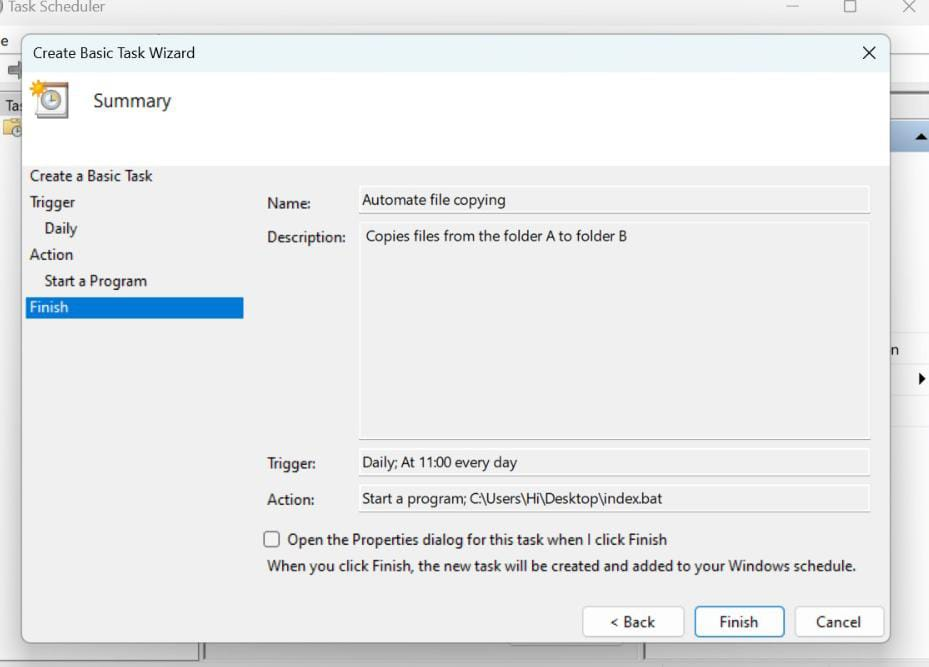 Task Scheduler
e
Create Basic Task Wizard
Tas
Summary
Create a Basic Task
Trigger
Daily
Action
Start a Program
Finish
Name:
Automate file copying
Description:
Copies files from the folder A to folder B
n
Trigger:
Daily; At 11:00 every day
Action:
Start a program; C:\Users\Hi\Desktop\index.bat
Open the Properties dialog for this task when I click Finish
When you click Finish, the new task will be created and added to your Windows schedule.
< Back
Finish
Cancel